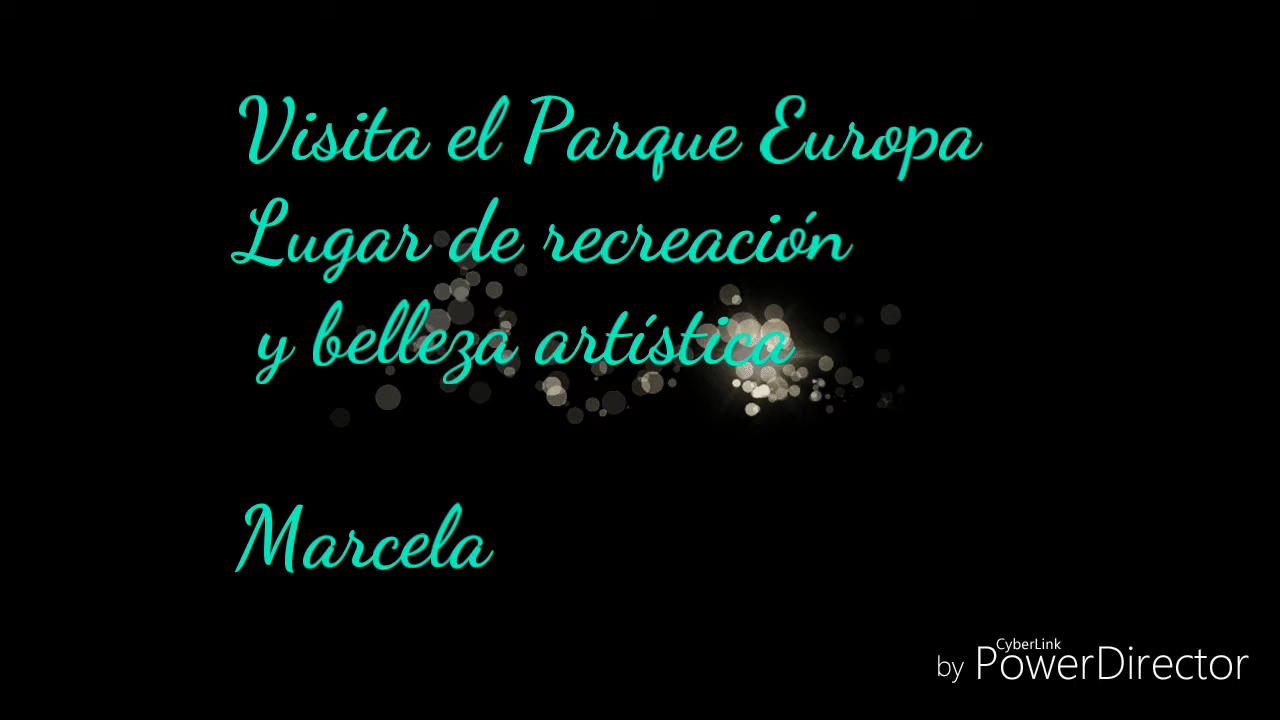 Visita el Parque Europa
Lugar de recreación
y belleza artística
Marcela
CyberLink
by PowerDirector